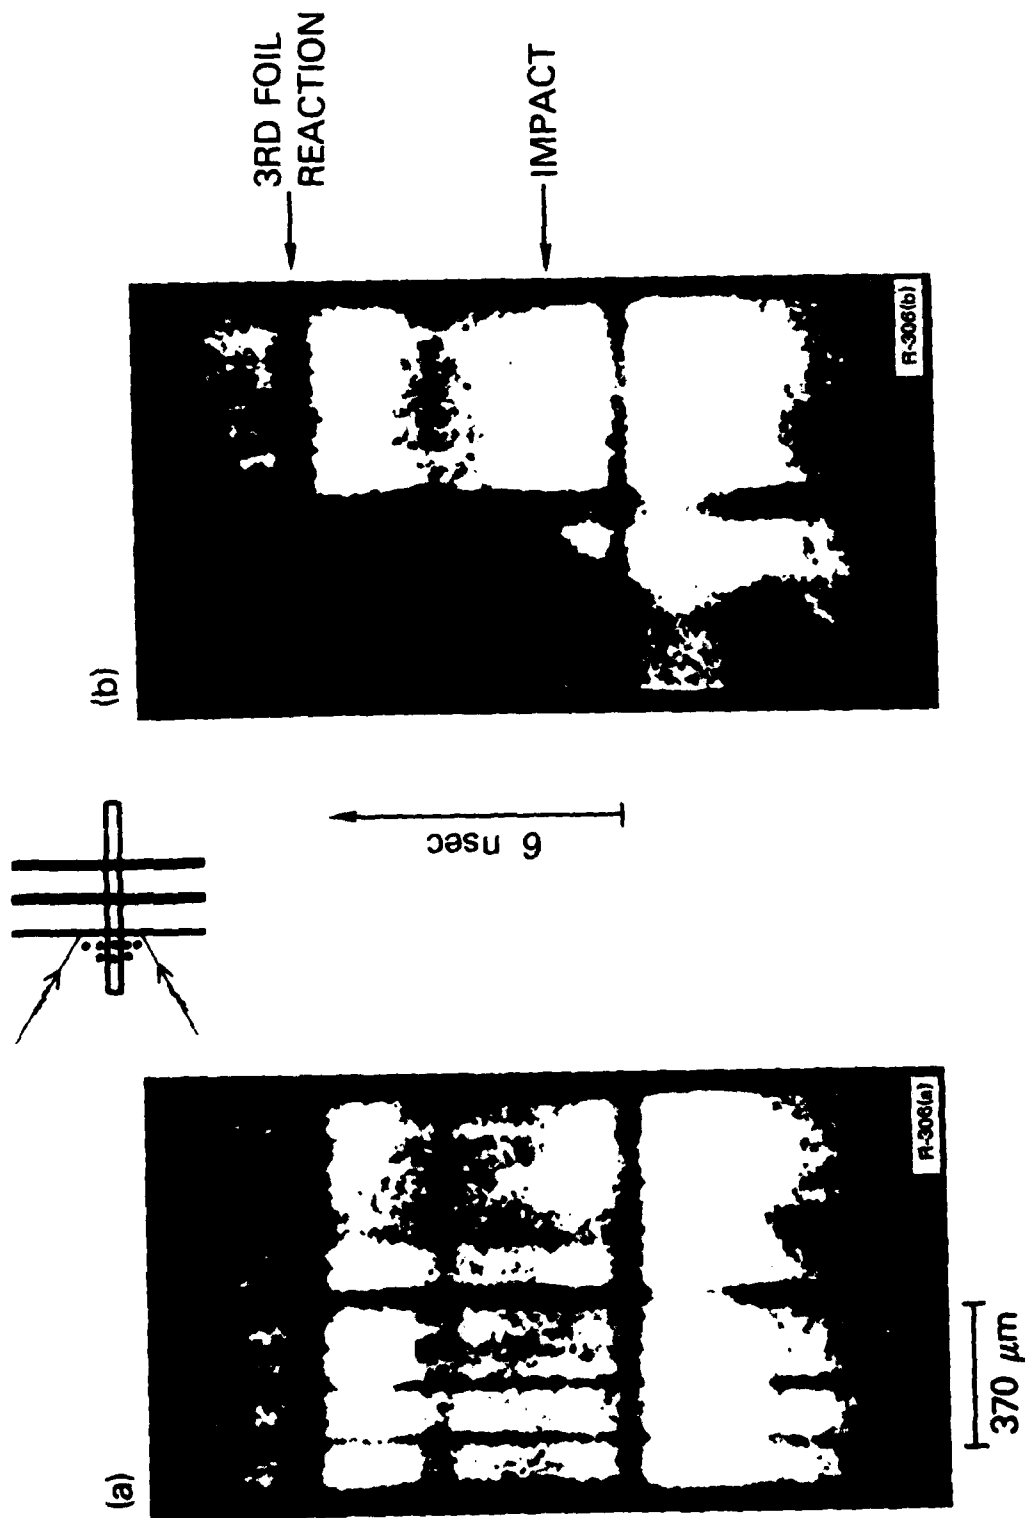 (a)
R-306(a)
370 μm
6 nsec
(b)
R-306(b)
3RD FOIL
REACTION
IMPACT